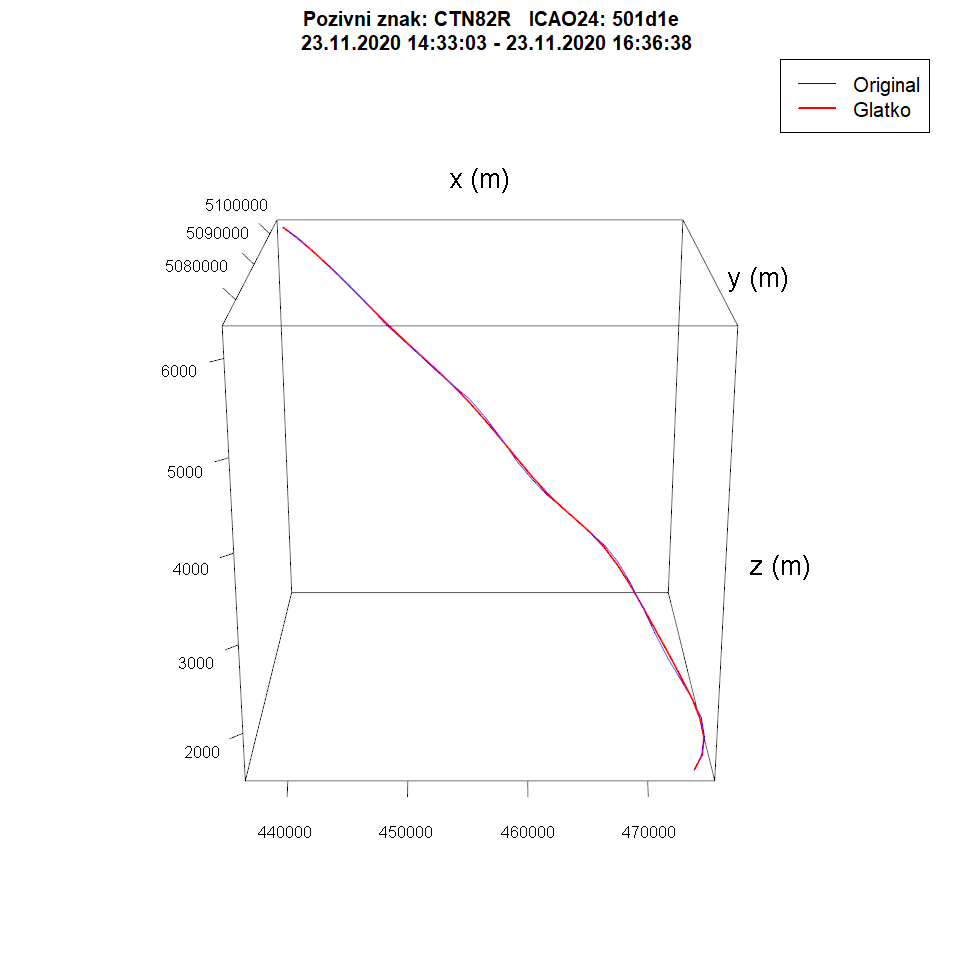 Pozivni znak: CTN82R   ICAO24: 501d1e
23.11.2020 14:33:03 - 23.11.2020 16:36:38
Original
Glatko
x (m)
5100000
5090000
5080000
y (m)
6000
5000
4000
z (m)
3000
2000
440000 450000 460000 470000